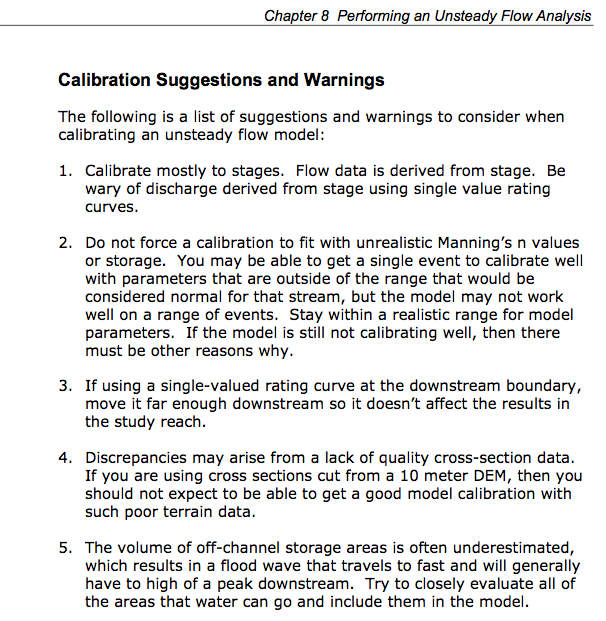 Chapter 8 Performing an Unsteady Flow Analysis
Calibration Suggestions and Warnings
The following is a list of suggestions and warnings to consider when
calibrating an unsteady flow model:
1. Calibrate mostly to stages. Flow data is derived from stage. Be
wary of discharge derived from stage using single value rating
curves.
2. Do not force a calibration to fit with unrealistic Manning’s n values
or storage. You may be able to get a single event to calibrate well
with parameters that are outside of the range that would be
considered normal for that stream, but the model may not work
well on a range of events. Stay within a realistic range for model
parameters. If the model is still not calibrating well, then there
must be other reasons why.
3. If using a single-valued rating curve at the downstream boundary,
move it far enough downstream so it doesn’t affect the results in
the study reach.
4. Discrepancies may arise from a lack of quality cross-section data.
If you are using cross sections cut from a 10 meter DEM, then you
should not expect to be able to get a good model calibration with
such poor terrain data.
5. The volume of off-channel storage areas is often underestimated,
which results in a flood wave that travels to fast and will generally
have to high of a peak downstream. Try to closely evaluate all of
the areas that water can go and include them in the model.